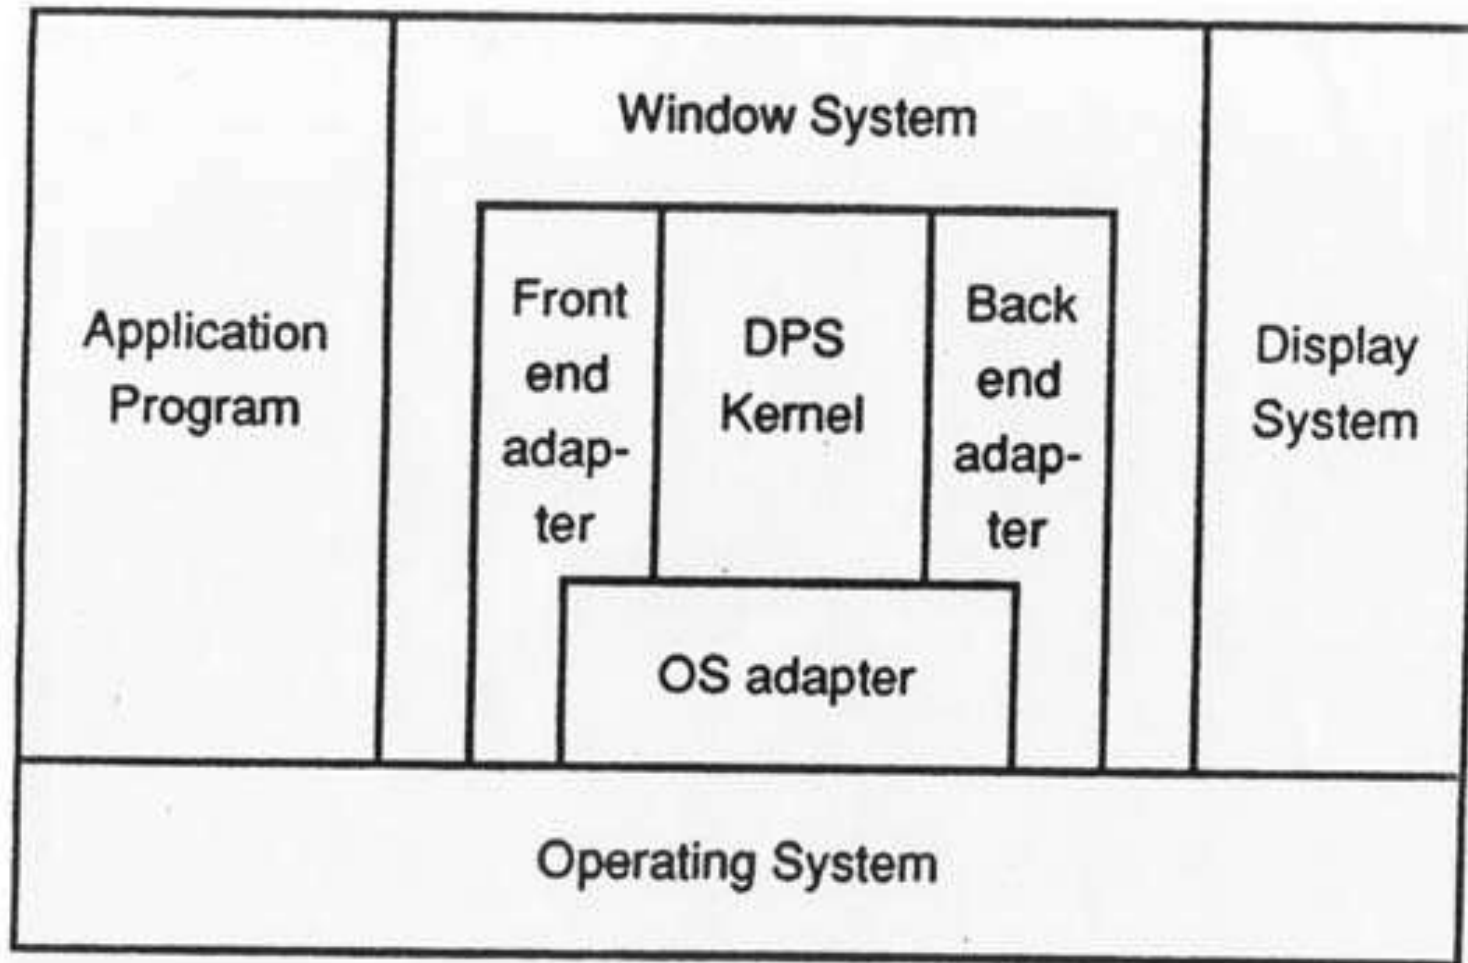 Window System
Application
Program
Front
end
adap-
ter
DPS
Kernel
Back
end
adap-
ter
Display
System
OS adapter
Operating System